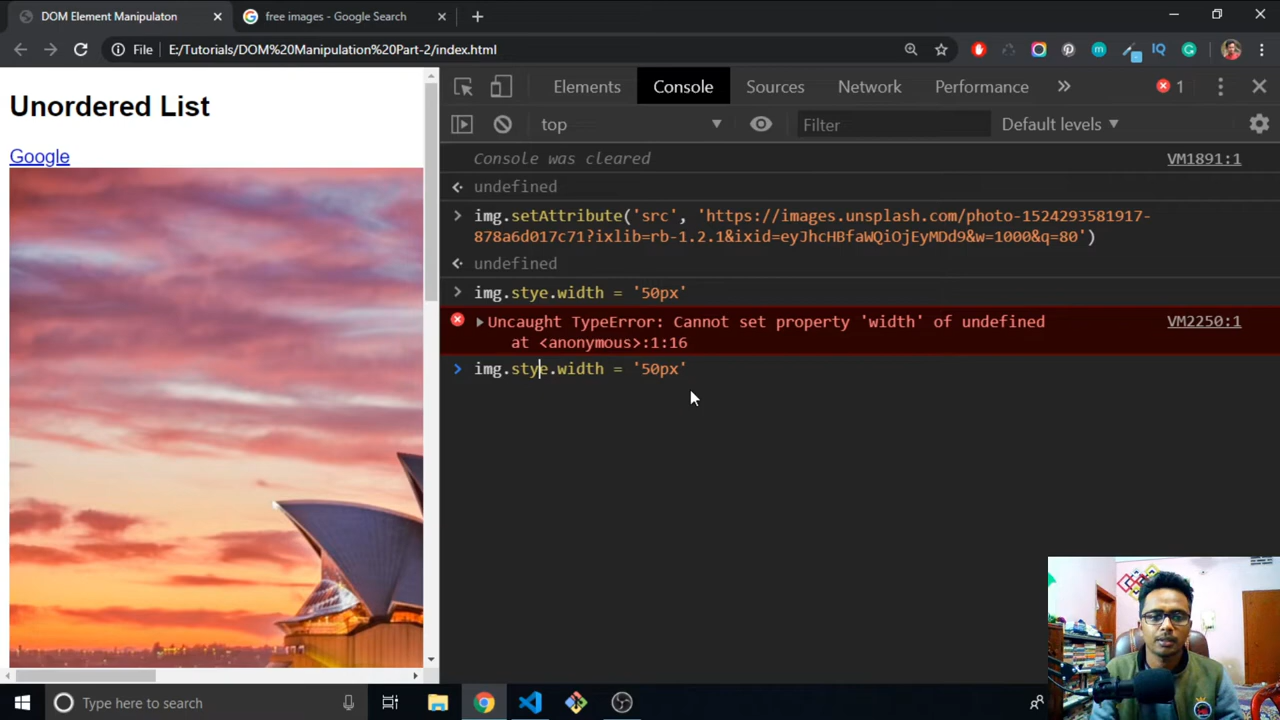 DOM Element Manipulaton
free images - Google Search
File
E:/Tutorials/DOM%20Manipulation%20Part-2/index.html
Unordered List
Google
Elements
Console
Sources
Network
Performance
1
top
Filter
Default levels
Console was cleared
VM1891:1
undefined
img.setAttribute('src', 'https://images.unsplash.com/photo-1524293581917-
878a6d017c71?ixlib=rb-1.2.1&ixid=eyJhcHBfaWQiOjEyMDd9&w=1000&q=80')
undefined
img.stye.width = '50px'
Uncaught TypeError: Cannot set property 'width' of undefined
VM2250:1
at <anonymous>:1:16
img.stye.width = '50px'
Type here to search